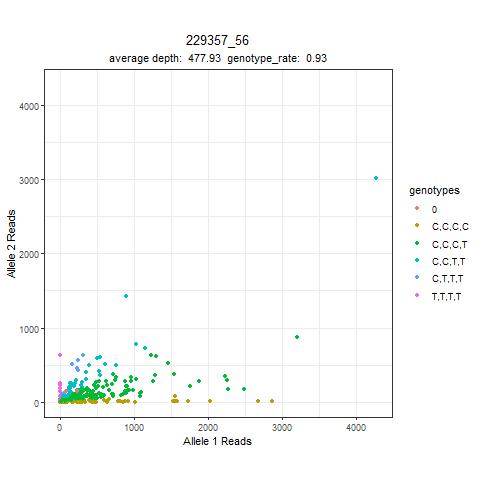 229357_56
average depth:  477.93  genotype_rate:  0.93
4000
3000
2000
1000
0
Allele 2 Reads
0
1000
2000
3000
4000
Allele 1 Reads
genotypes
0
C,C,C,C
C,C,C,T
C,C,T,T
C,T,T,T
T,T,T,T